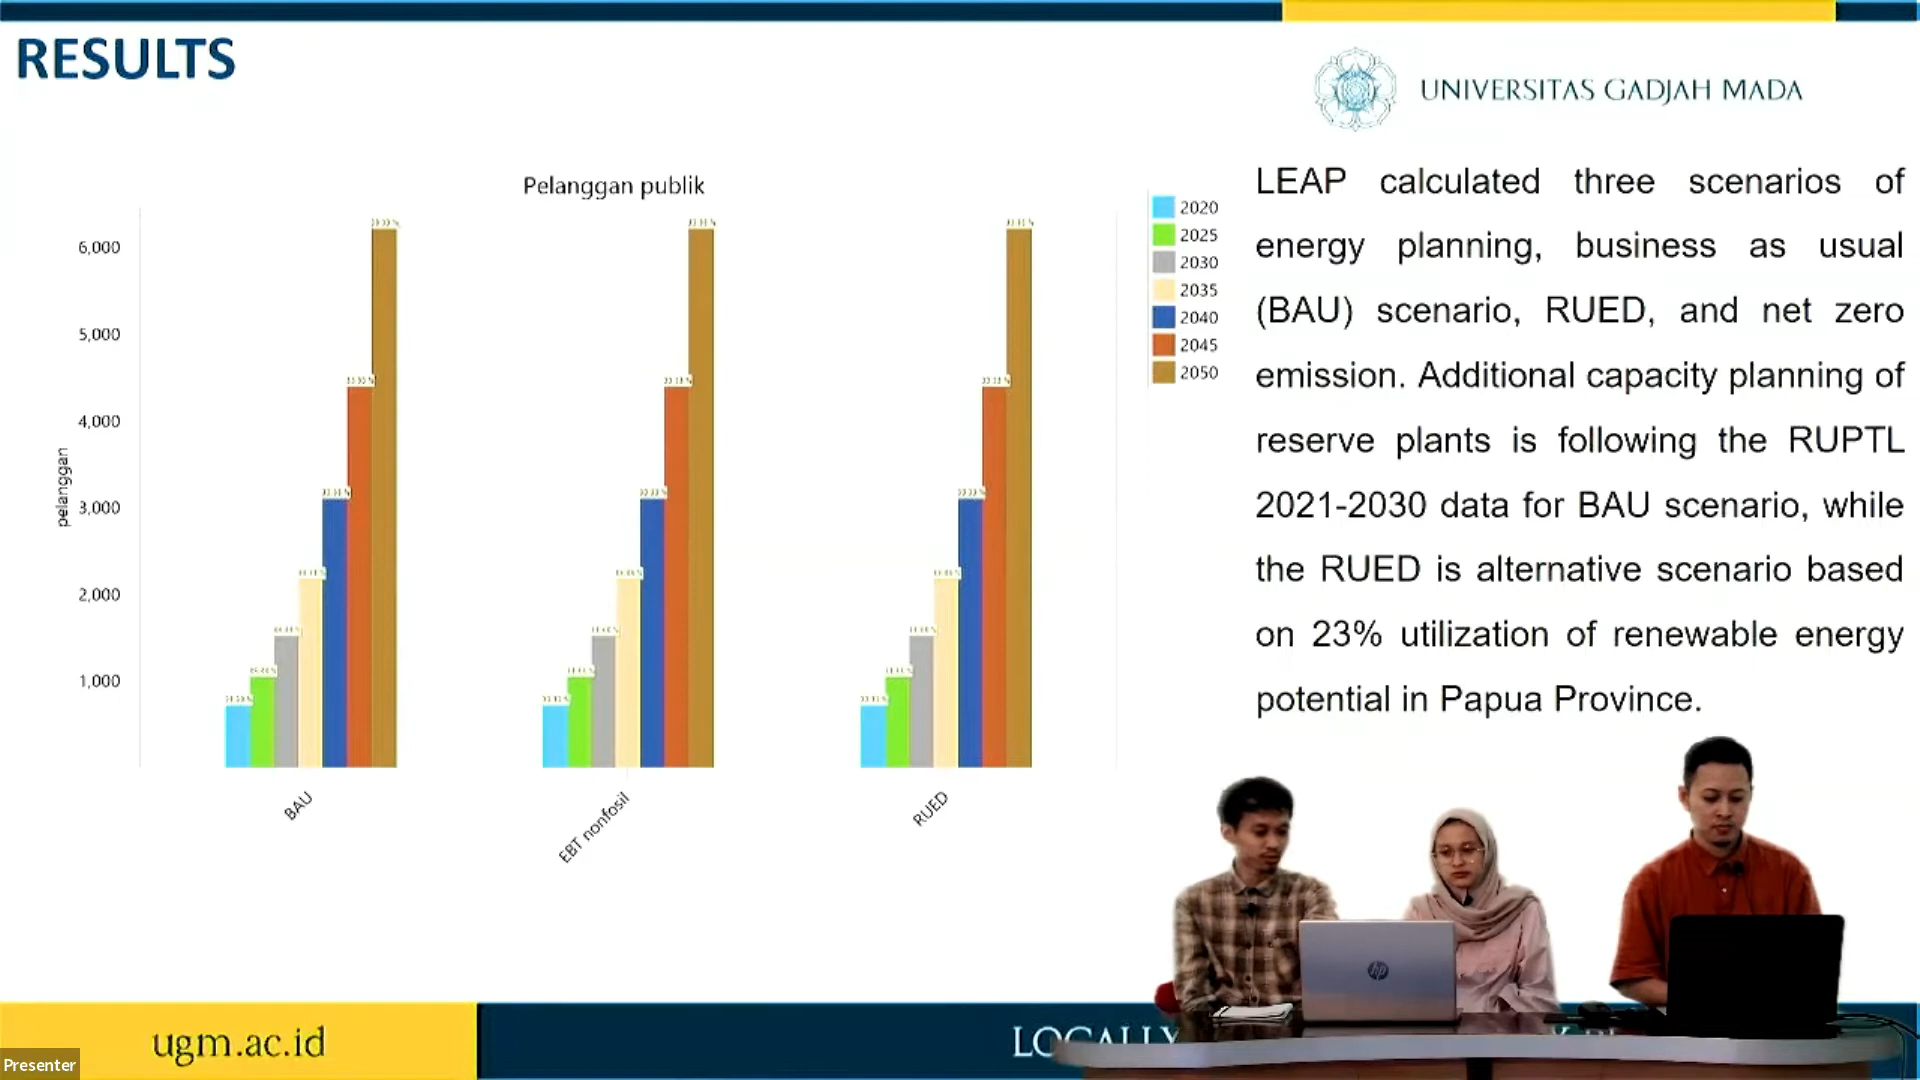 RESULTS
UNIVERSITAS GADJAH MADA
Pelanggan publik
6,000
5,000
4,000
3,000
2,000
1,000
pelanggan
BAU
EBT nonfosil
RUED
2020
2025
2030
2035
2040
2045
2050
LEAP calculated three scenarios of
energy planning, business as usual
(BAU) scenario, RUED, and net zero
emission. Additional capacity planning of
reserve plants is following the RUPTL
2021-2030 data for BAU scenario, while
the RUED is alternative scenario based
on 23% utilization of renewable energy
potential in Papua Province.
hp
ugm.ac.id
LOCALLY
Presenter